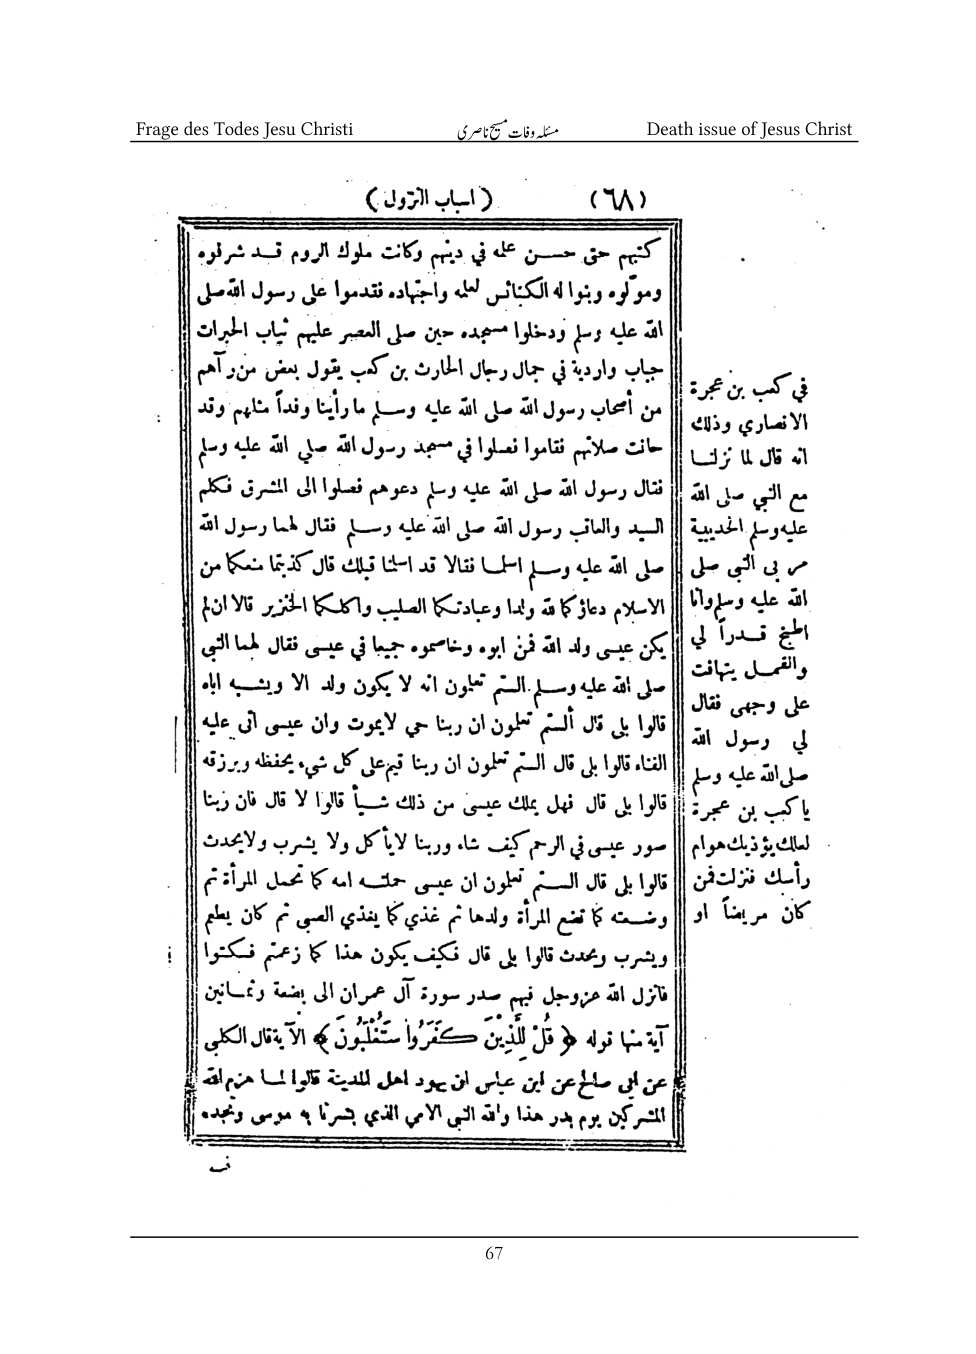 Frage des Todes Jesu Christi
مسئلہ وفات مسیح ناصری
Death issue of Jesus Christ
(٦٨)
( اسباب النزول )
كتبهم حتى حسن علمه في دينهم وكانت ملوك الروم قد شرفوه
ومولوه وبنوا له الكنائس لعلمه واجتهاده فقدموا على رسول الله صلى
الله عليه وسلم ودخلوا مسجده حين صلى العصر عليهم ثياب الحبرات
جباب واردية في جمال رجال الحارث بن كعب يقول بعض من رآهم
من أصحاب رسول الله صلى الله عليه وسلم ما رأينا وفداً مثلهم وقد
حانت صلاتهم فقاموا فصلوا في مسجد رسول الله صلى الله عليه وسلم
فقال رسول الله صلى الله عليه وسلم دعوهم فصلوا الى المشرق فكلم
السيد والعاقب رسول الله صلى الله عليه وسلم فقال لهما رسول الله
صلى الله عليه وسلم اسلما فقالا قد اسلمنا قبلك قال كذبتما منعكما من
الاسلام دعاؤكما لله ولدا وعبادتكما الصليب واكلكما الخنزير قالا ان لم
يكن عيسى ولد الله فمن ابوه وخاصموه جميعا في عيسى فقال لهما النبي
صلى الله عليه وسلم الستم تعلمون انه لا يكون ولد الا ويشبه اباه
قالوا بلى قال ألستم تعلمون ان ربنا حي لا يموت وان عيسى اتى عليه
الفناء قالوا بلى قال الستم تعلمون ان ربنا قيم على كل شيء يحفظه ويرزقه
قالوا بلى قال فهل يملك عيسى من ذلك شيأ قالوا لا قال فان ربنا
صور عيسى في الرحم كيف شاء وربنا لا يأكل ولا يشرب ولا يحدث
قالوا بلى قال الستم تعلمون ان عيسى حملته امه كما تحمل المرأة ثم
وضعته كما تضع المرأة ولدها ثم غذي كما يغذي الصبي ثم كان يطعم
ويشرب ويحدث قالوا بلى قال فكيف يكون هذا كما زعمتم فسكتوا
فانزل الله عز وجل فيهم صدر سورة آل عمران الى بضعة وثمانين
آية منها قوله ﴿ قُلْ لِلَّذِينَ كَفَرُوا سَتُغْلَبُونَ ﴾ الآية قال الكلبي
عن ابي صالح عن ابن عباس ان يهود اهل المدينة قالوا لما هزم الله
المشركين يوم بدر هذا والله النبي الامي الذي بشرنا به موسى ونجده
في كعب بن عجرة
الانصاري وذلك
انه قال لما نزلنا
مع النبي صلى الله
عليه وسلم الحديبية
مر بي النبي صلى
الله عليه وسلم وانا
اطبخ قدراً لي
والقمل يتهافت
على وجهي فقال
لي رسول الله
صلى الله عليه وسلم
يا كعب بن عجرة
لعلك يؤذيك هوام
رأسك فنزلت فمن
كان مريضاً او
67